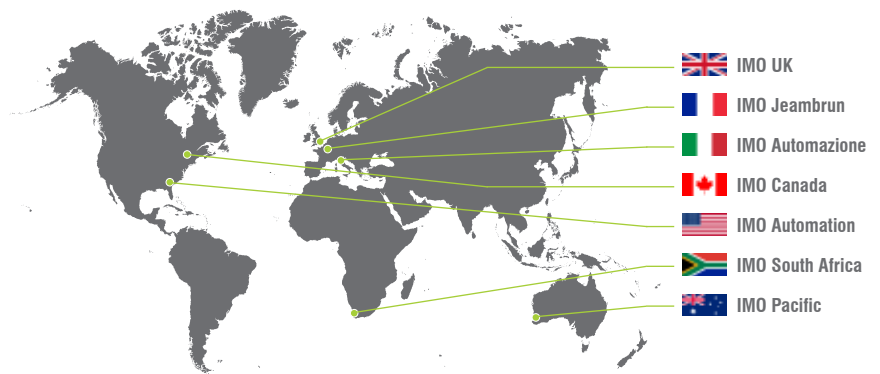 IMO UK
IMO Jeambrun
IMO Automazione
IMO Canada
IMO Automation
IMO South Africa
IMO Pacific